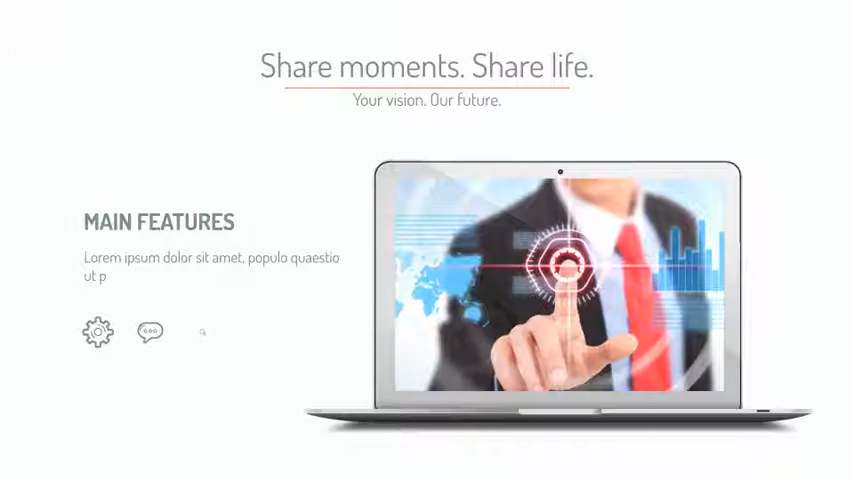 Share moments. Share life.
Your vision. Our future.
MAIN FEATURES
Lorem ipsum dolor sit amet, populo quaestio
ut p